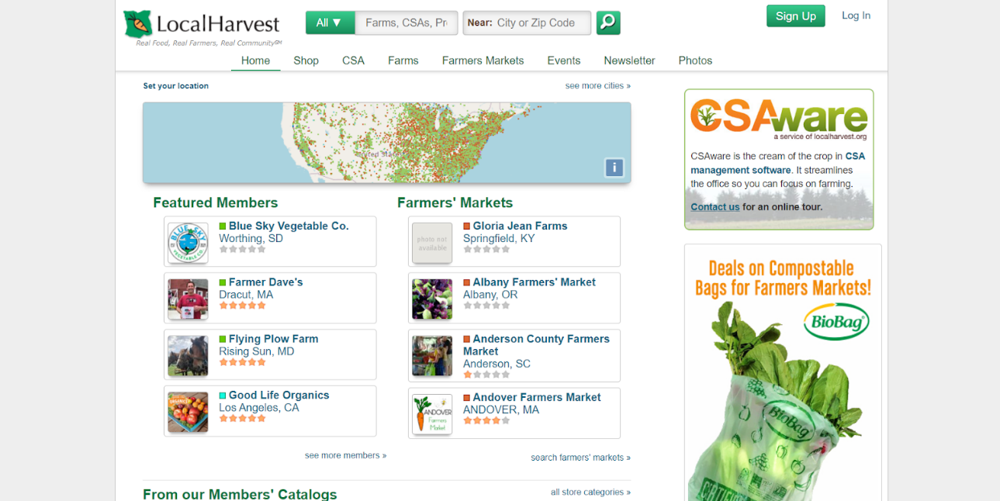 LocalHarvest
Real Food, Real Farmers, Real Community℠
All ▼
Farms, CSAs, Pr
Near: City or Zip Code
Sign Up
Log In
Home
Shop
CSA
Farms
Farmers Markets
Events
Newsletter
Photos
Set your location
see more cities »
United States
i
Featured Members
BLUE SKY
VEGETABLE CO.
Blue Sky Vegetable Co.
Worthing, SD
Farmer Dave's
Dracut, MA
Flying Plow Farm
Rising Sun, MD
Good Life Organics
Los Angeles, CA
see more members »
Farmers' Markets
photo not
available
Gloria Jean Farms
Springfield, KY
Albany Farmers' Market
Albany, OR
Anderson County Farmers
Market
Anderson, SC
ANDOVER
Farmers
Market
Andover Farmers Market
ANDOVER, MA
search farmers' markets »
From our Members' Catalogs
all store categories »
CSAware
a service of localharvest.org
CSAware is the cream of the crop in CSA
management software. It streamlines
the office so you can focus on farming.
Contact us for an online tour.
Deals on Compostable
Bags for Farmers Markets!
BioBag®
BioBag